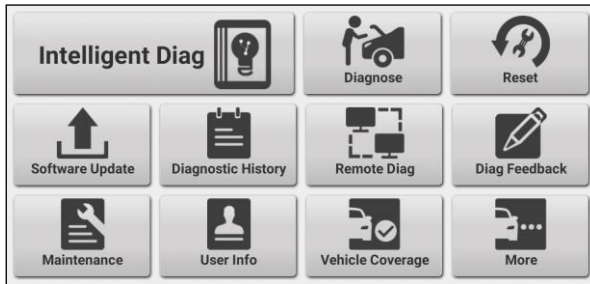 Intelligent Diag
Diagnose
Reset
Software Update
Diagnostic History
Remote Diag
Diag Feedback
Maintenance
User Info
Vehicle Coverage
More